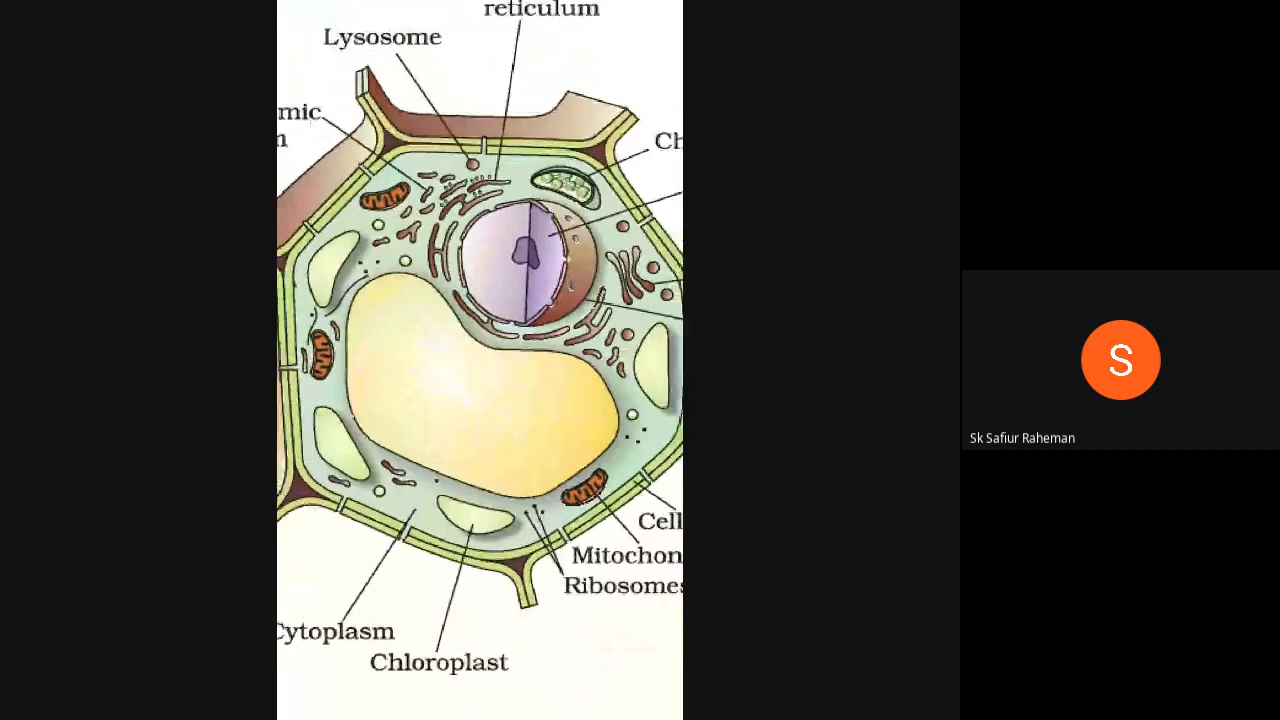 reticulum
Lysosome
mic
Ch
Cell
Mitochon
Ribosomes
Cytoplasm
Chloroplast
S
Sk Safiur Raheman